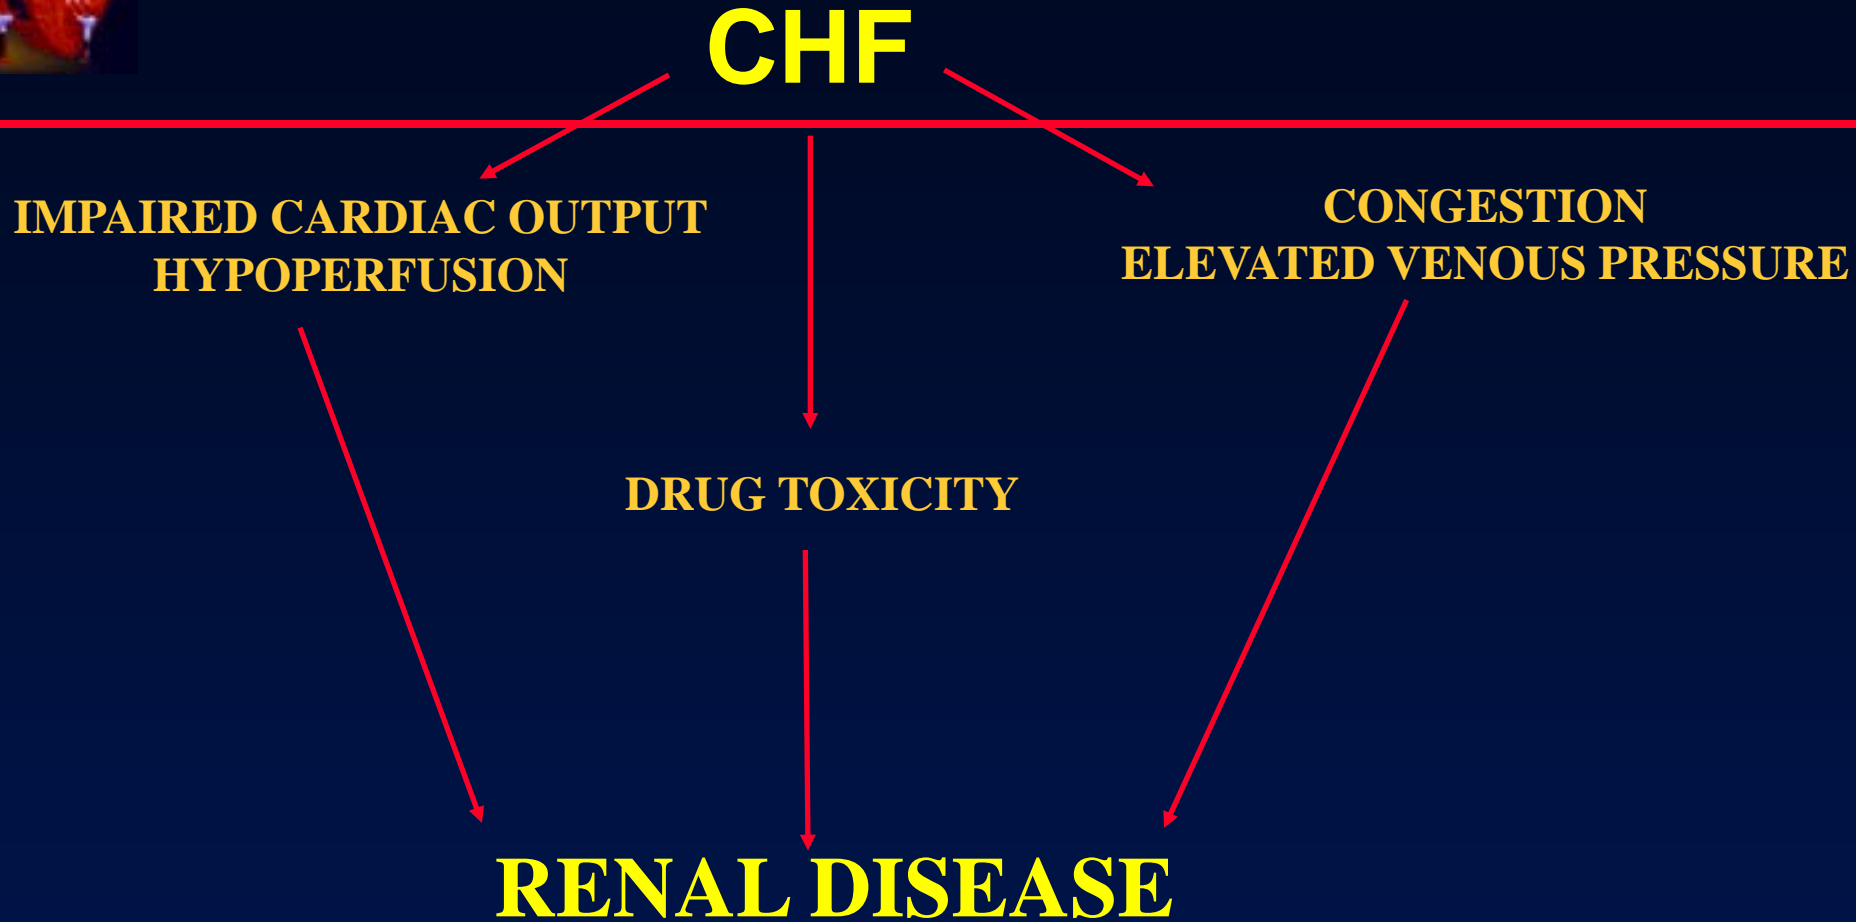 CHF
IMPAIRED CARDIAC OUTPUT
HYPOPERFUSION
CONGESTION
ELEVATED VENOUS PRESSURE
DRUG TOXICITY
RENAL DISEASE